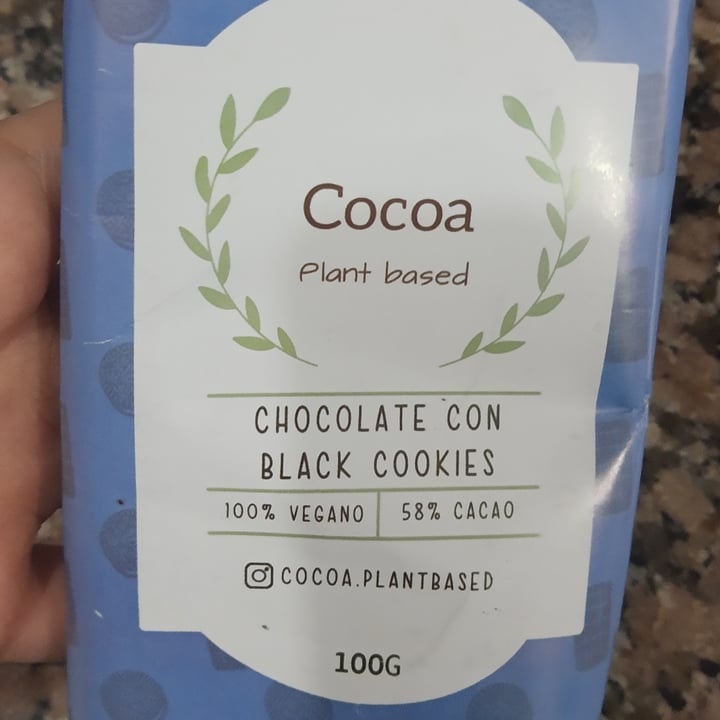 Cocoa
Plant based
CHOCOLATE CON
BLACK COOKIES
100% VEGANO 58% CACAO
COCOA.PLANTBASED
100G